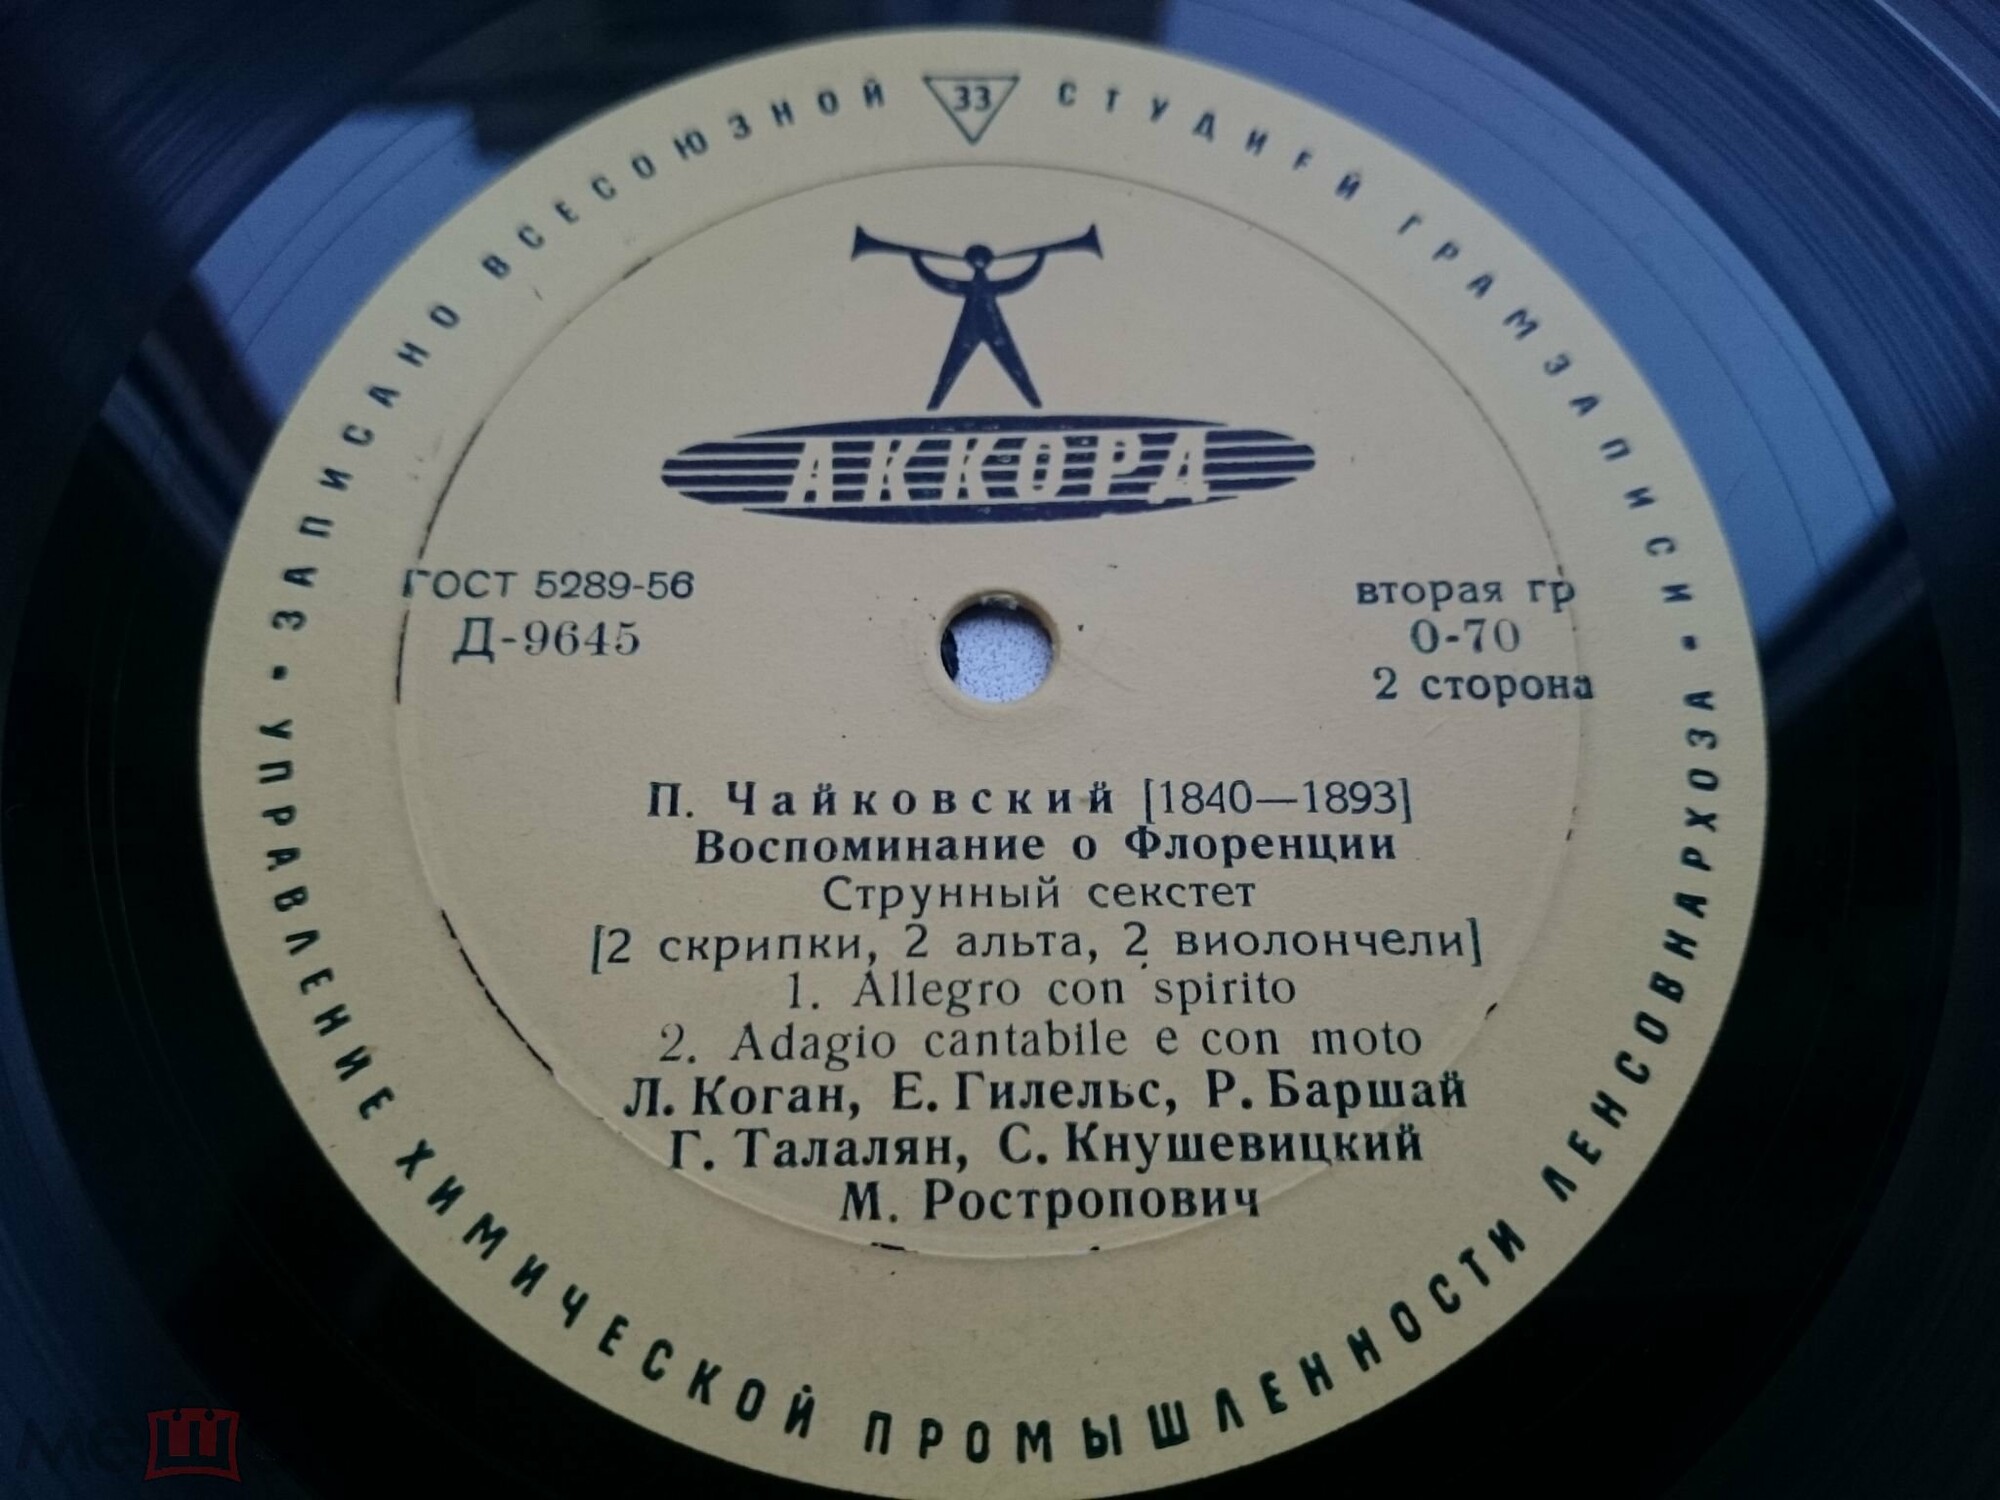 ЗАПИСАНО ВСЕСОЮЗНОЙ 33 СТУДИЕЙ ГРАМЗАПИСИ
АККОРД
ГОСТ 5289-56
Д-9645
вторая гр
0-70
2 сторона
П. Чайковский [1840—1893]
Воспоминание о Флоренции
Струнный секстет
[2 скрипки, 2 альта, 2 виолончели]
1. Allegro con spirito
2. Adagio cantabile e con moto
Л. Коган, Е. Гилельс, Р. Баршай
Г. Талалян, С. Кнушевицкий
М. Ростропович
УПРАВЛЕНИЕ ХИМИЧЕСКОЙ ПРОМЫШЛЕННОСТИ ЛЕНСОВНАРХОЗА